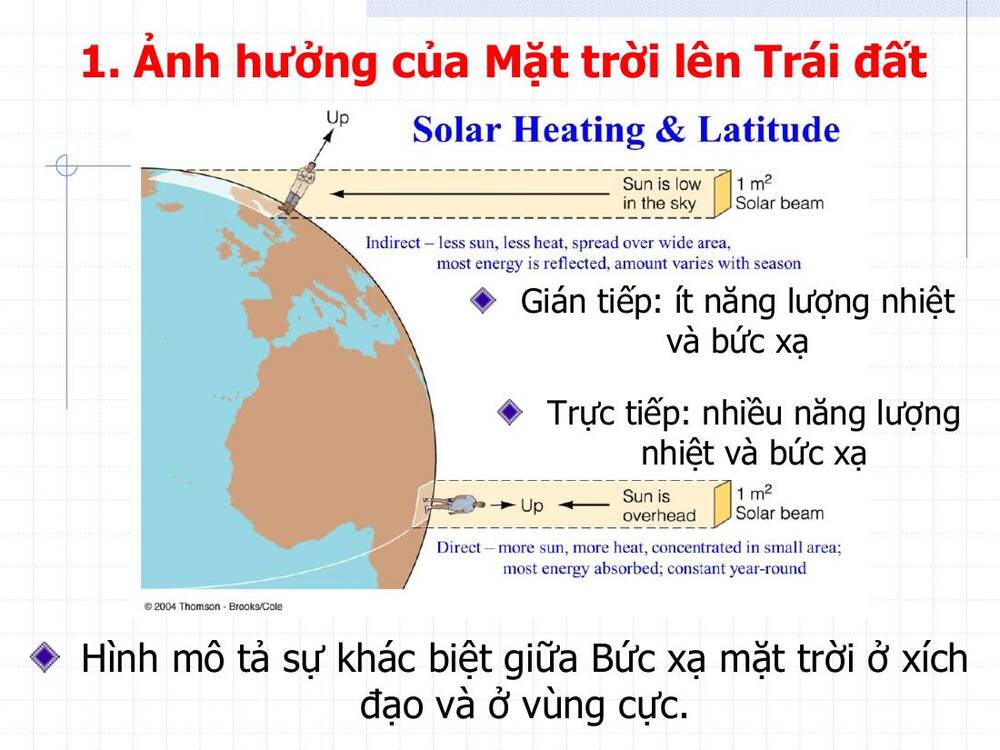 1. Ảnh hưởng của Mặt trời lên Trái đất
Up
Solar Heating & Latitude
Sun is low
in the sky
1 m²
Solar beam
Indirect – less sun, less heat, spread over wide area,
most energy is reflected, amount varies with season
Gián tiếp: ít năng lượng nhiệt
và bức xạ
Trực tiếp: nhiều năng lượng
nhiệt và bức xạ
Up
Sun is
overhead
1 m²
Solar beam
Direct – more sun, more heat, concentrated in small area;
most energy absorbed; constant year-round
© 2004 Thomson - Brooks/Cole
Hình mô tả sự khác biệt giữa Bức xạ mặt trời ở xích
đạo và ở vùng cực.